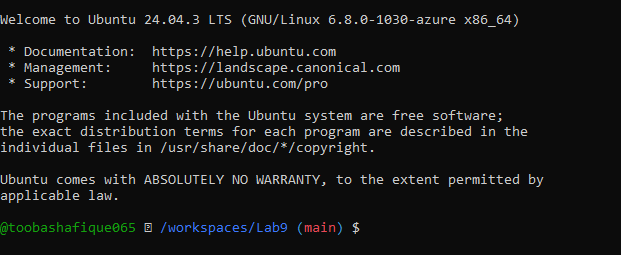 Welcome to Ubuntu 24.04.3 LTS (GNU/Linux 6.8.0-1030-azure x86_64)
* Documentation:  https://help.ubuntu.com
* Management:     https://landscape.canonical.com
* Support:        https://ubuntu.com/pro
The programs included with the Ubuntu system are free software;
the exact distribution terms for each program are described in the
individual files in /usr/share/doc/*/copyright.
Ubuntu comes with ABSOLUTELY NO WARRANTY, to the extent permitted by
applicable law.
@toobashafique065 /workspaces/Lab9 (main) $